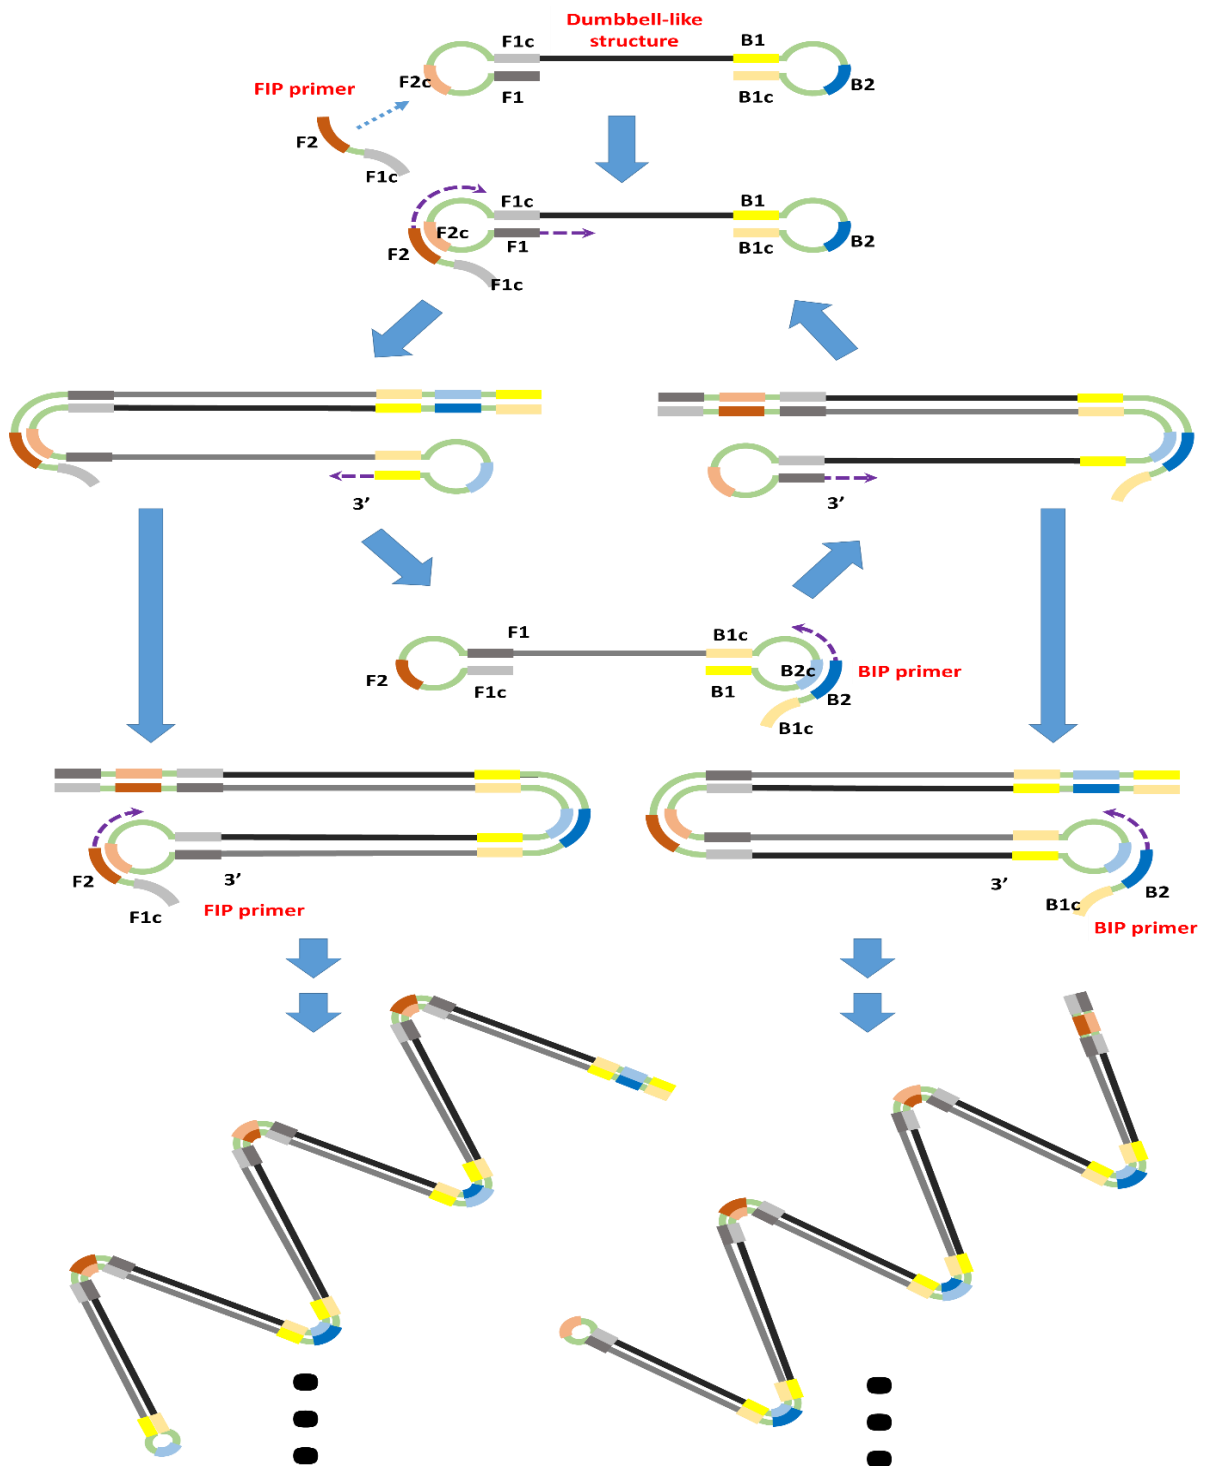 Dumbbell-like
structure
F1c
B1
F2c
B2
FIP primer
F1
B1c
F2
F1c
F1c
B1
F2c
B2
F2
F1
B1c
F1c
3’
3’
F1
B1c
F2
B2c
BIP primer
F1c
B1
B2
B1c
F2
3’
3’
B2
F1c
B1c
FIP primer
BIP primer